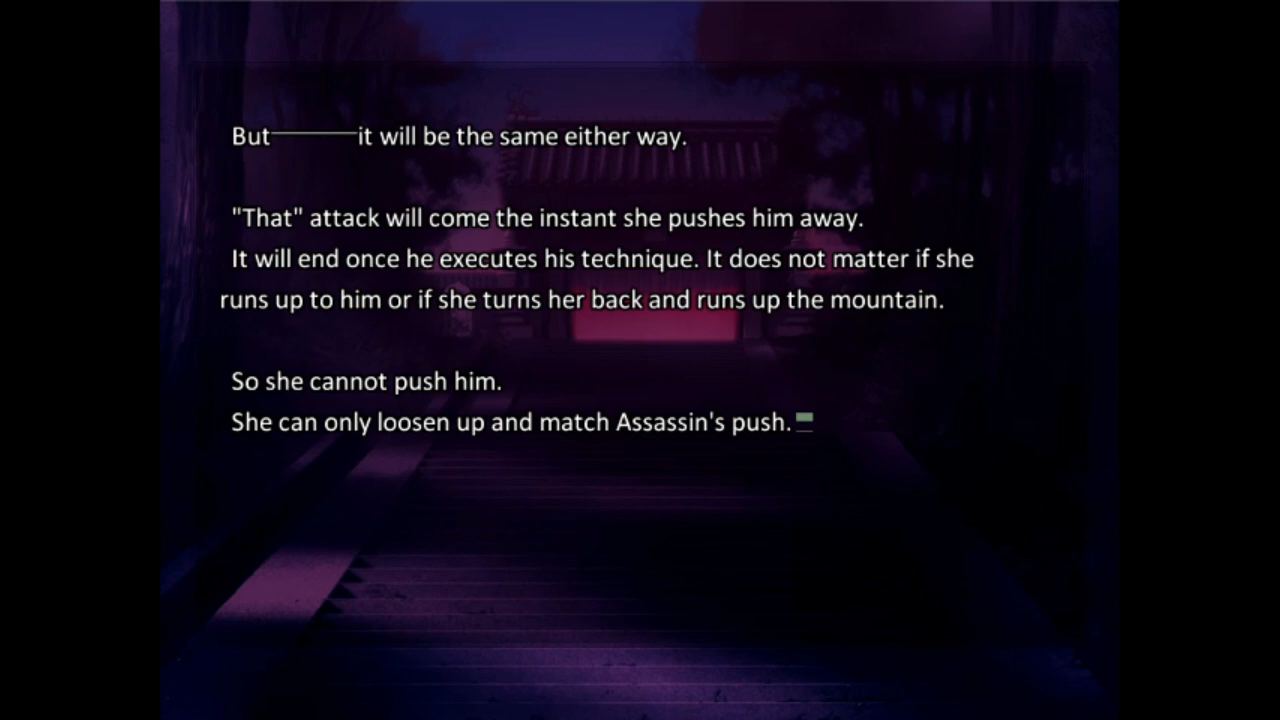 But———it will be the same either way.
"That" attack will come the instant she pushes him away.
It will end once he executes his technique. It does not matter if she
runs up to him or if she turns her back and runs up the mountain.
So she cannot push him.
She can only loosen up and match Assassin's push.